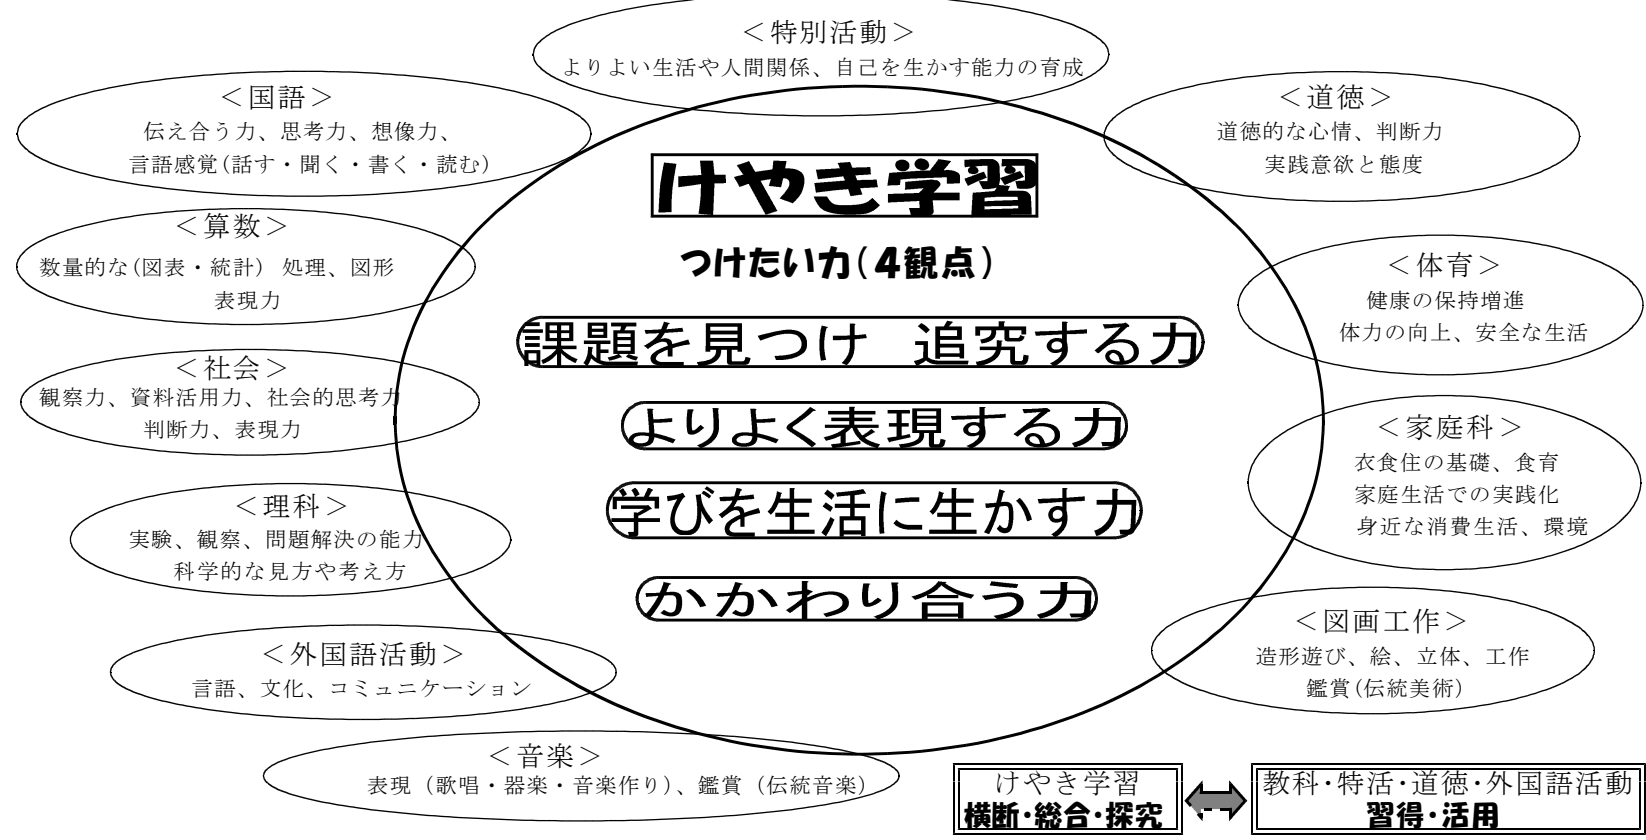 ＜特別活動＞
よりよい生活や人間関係、自己を生かす能力の育成
＜国語＞
伝え合う力、思考力、想像力、
言語感覚(話す・聞く・書く・読む)
＜道徳＞
道徳的な心情、判断力
実践意欲と態度
けやき学習
つけたい力(４観点)
課題を見つけ　追究する力
よりよく表現する力
学びを生活に生かす力
かかわり合う力
＜算数＞
数量的な(図表・統計) 処理、図形
表現力
＜体育＞
健康の保持増進
体力の向上、安全な生活
＜社会＞
観察力、資料活用力、社会的思考力
判断力、表現力
＜家庭科＞
衣食住の基礎、食育
家庭生活での実践化
身近な消費生活、環境
＜理科＞
実験、観察、問題解決の能力
科学的な見方や考え方
＜図画工作＞
造形遊び、絵、立体、工作
鑑賞(伝統美術)
＜外国語活動＞
言語、文化、コミュニケーション
＜音楽＞
表現（歌唱・器楽・音楽作り）、鑑賞（伝統音楽）
けやき学習
横断・総合・探究
教科・特活・道徳・外国語活動
習得・活用